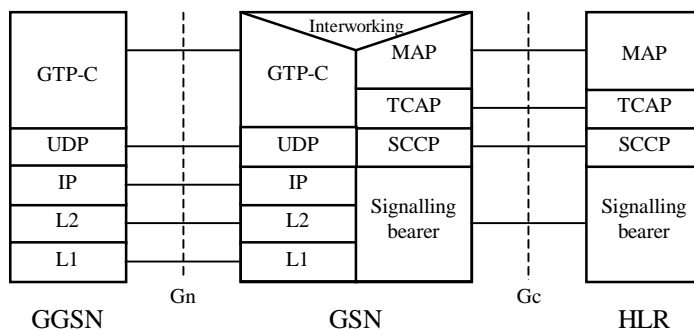 Interworking
GTP-C
GTP-C
MAP
MAP
TCAP
TCAP
UDP
UDP
SCCP
SCCP
IP
IP
L2
L2
Signalling
bearer
Signalling
bearer
L1
L1
Gn
Gc
GGSN
GSN
HLR